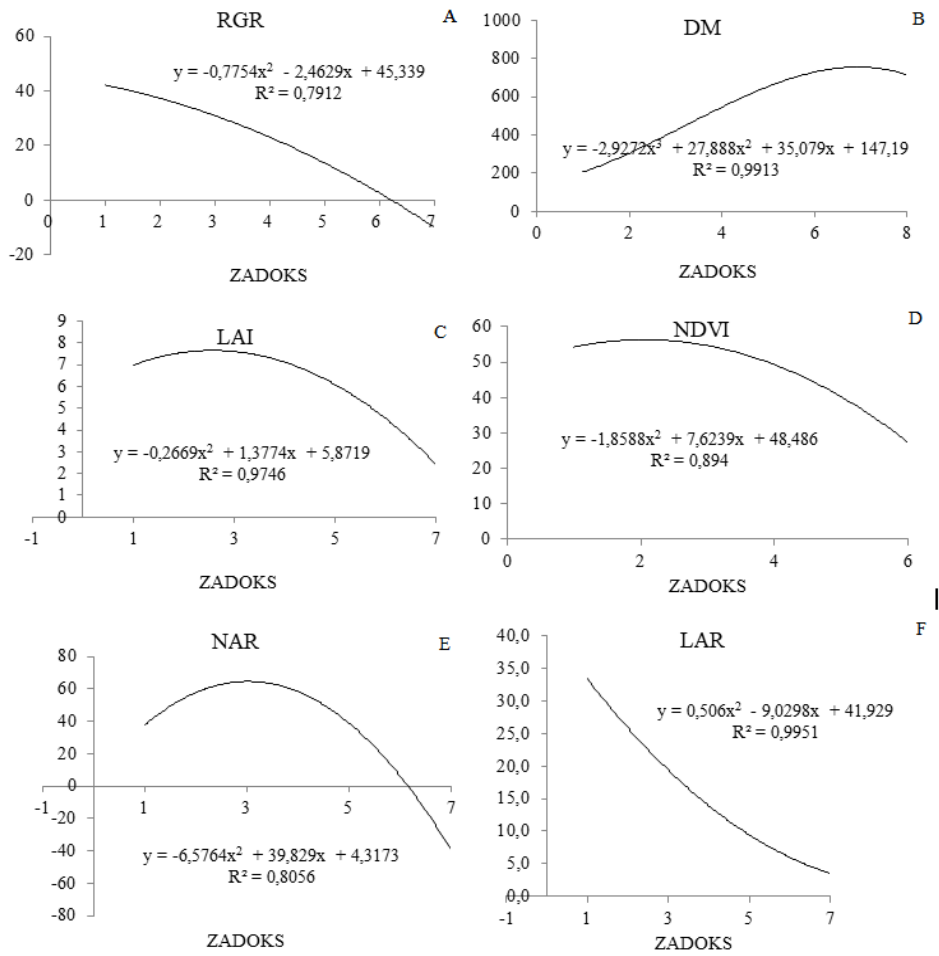 RGR
A
60
40
20
0
-20
0
1
2
3
4
5
6
7
y = -0,7754x² - 2,4629x + 45,339
R² = 0,7912
ZADOKS
DM
B
1000
800
600
400
200
0
0
2
4
6
8
y = -2,9272x³ + 27,888x² + 35,079x + 147,19
R² = 0,9913
ZADOKS
LAI
C
9
8
7
6
5
4
3
2
1
0
-1
1
3
5
7
y = -0,2669x² + 1,3774x + 5,8719
R² = 0,9746
ZADOKS
NDVI
D
60
50
40
30
20
10
0
0
2
4
6
y = -1,8588x² + 7,6239x + 48,486
R² = 0,894
ZADOKS
NAR
E
80
60
40
20
0
-20
-40
-60
-80
-1
1
3
5
7
y = -6,5764x² + 39,829x + 4,3173
R² = 0,8056
ZADOKS
LAR
F
40,0
35,0
30,0
25,0
20,0
15,0
10,0
5,0
0,0
-1
1
3
5
7
y = 0,506x² - 9,0298x + 41,929
R² = 0,9951
ZADOKS